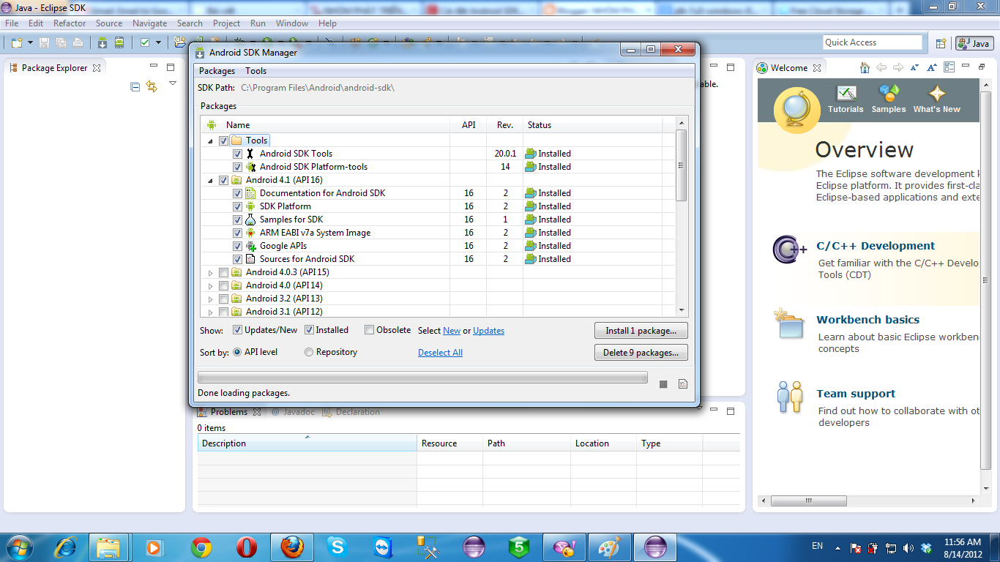 Java - Eclipse SDK
File Edit Refactor Source Navigate Search Project Run Window Help
Quick Access
Java
Package Explorer
Android SDK Manager
Packages Tools
SDK Path: C:\Program Files\Android\android-sdk\
Packages
Name API Rev. Status
Tools
Android SDK Tools 20.0.1 Installed
Android SDK Platform-tools 14 Installed
Android 4.1 (API 16)
Documentation for Android SDK 16 2 Installed
SDK Platform 16 2 Installed
Samples for SDK 16 1 Installed
ARM EABI v7a System Image 16 2 Installed
Google APIs 16 2 Installed
Sources for Android SDK 16 2 Installed
Android 4.0.3 (API 15)
Android 4.0 (API 14)
Android 3.2 (API 13)
Android 3.1 (API 12)
Show: Updates/New Installed Obsolete Select New or Updates Install 1 package...
Sort by: API level Repository Deselect All Delete 9 packages...
Done loading packages.
able.
Problems @ Javadoc Declaration
0 items
Description Resource Path Location Type
Welcome
Tutorials Samples What's New
Overview
The Eclipse software development k
Eclipse platform. It provides first-cla
Eclipse-based applications and exte
C/C++ Development
Get familiar with the C/C++ Develo
Tools (CDT)
Workbench basics
Learn about basic Eclipse workben
concepts
Team support
Find out how to collaborate with ot
developers
EN
11:56 AM
8/14/2012